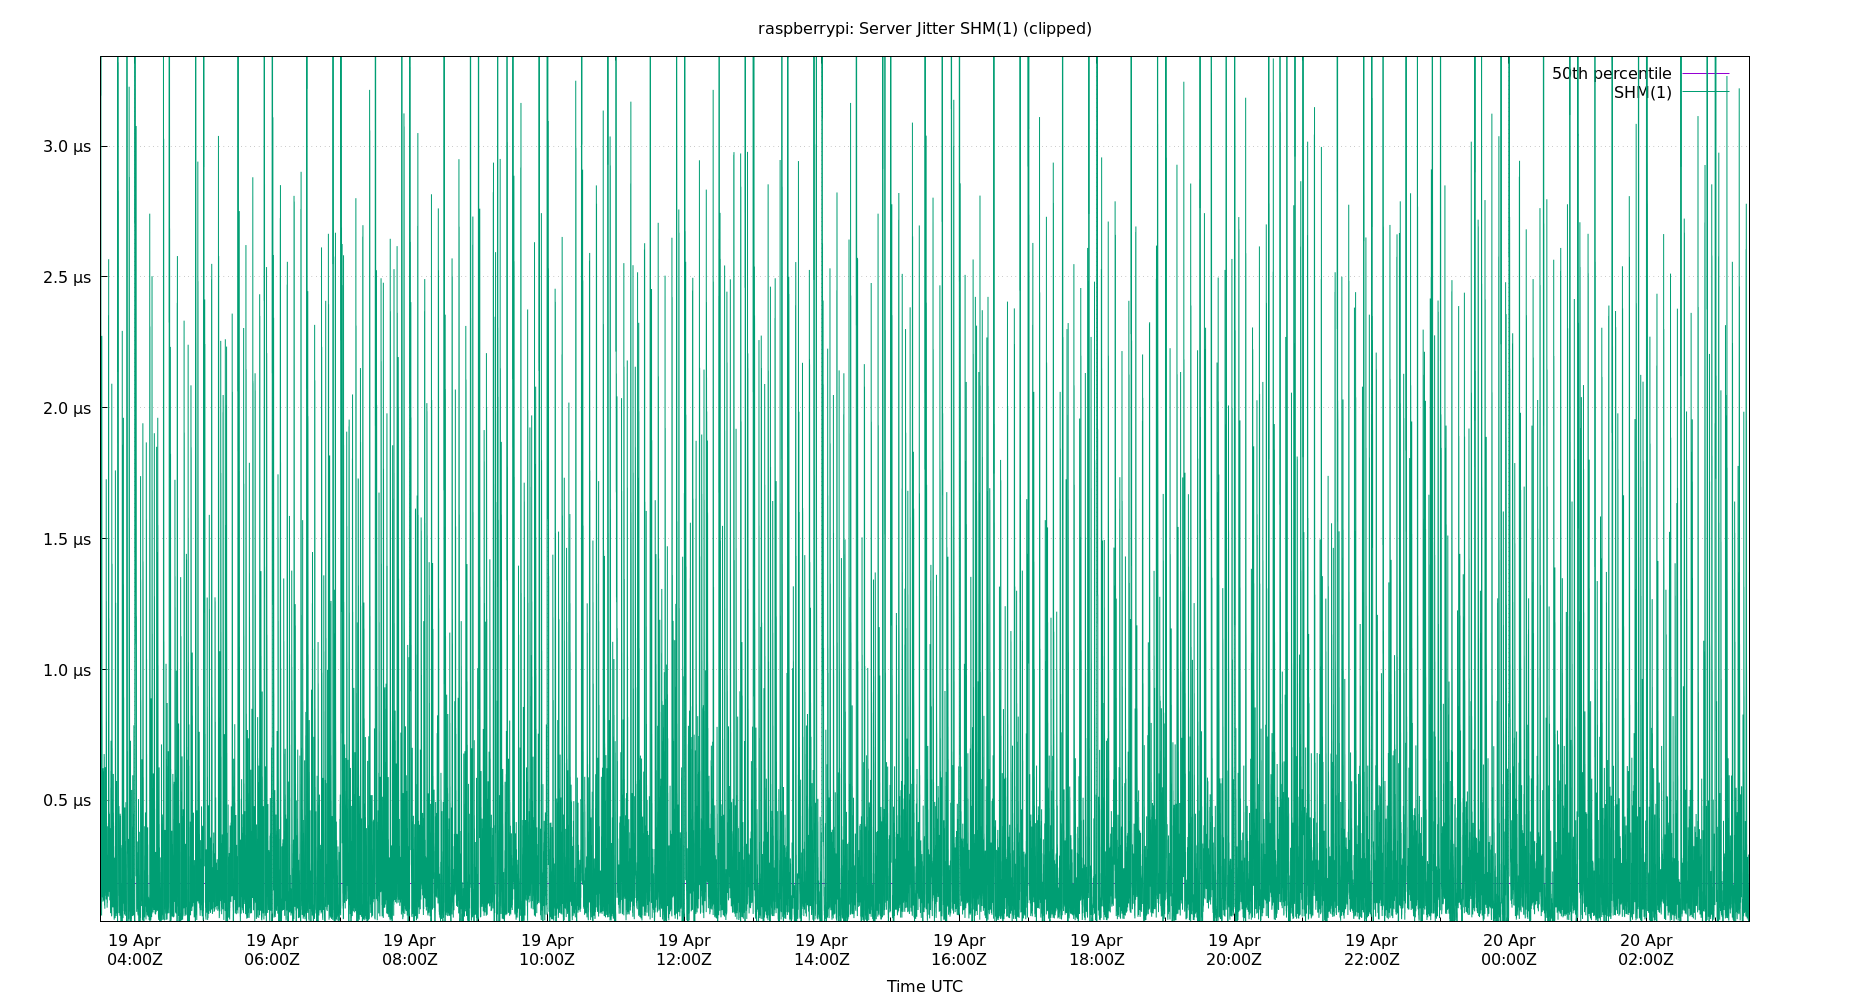 raspberrypi: Server Jitter SHM(1) (clipped)
50th percentile
SHM(1)
3.0 µs
2.5 µs
2.0 µs
1.5 µs
1.0 µs
0.5 µs
19 Apr 19 Apr 19 Apr 19 Apr 19 Apr 19 Apr 19 Apr 19 Apr 19 Apr 19 Apr 20 Apr 20 Apr
04:00Z 06:00Z 08:00Z 10:00Z 12:00Z 14:00Z 16:00Z 18:00Z 20:00Z 22:00Z 00:00Z 02:00Z
Time UTC